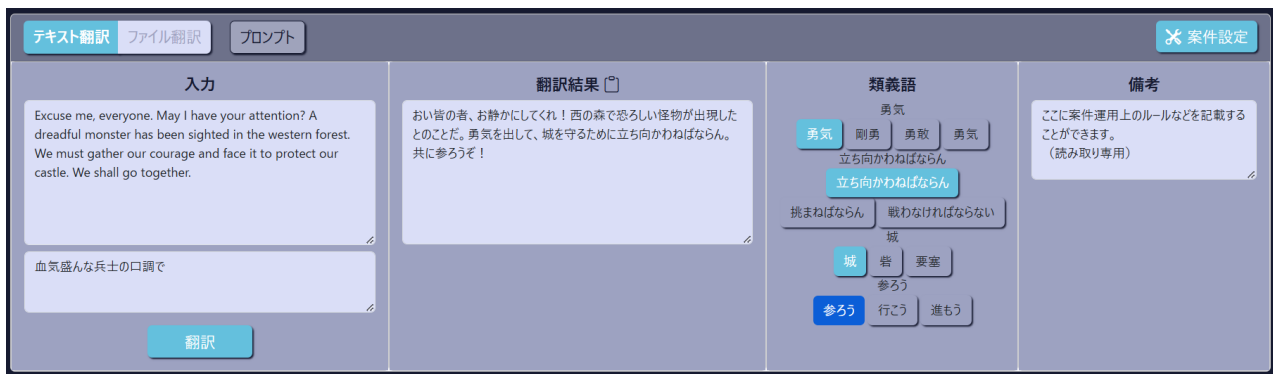 テキスト翻訳 ファイル翻訳 プロンプト 案件設定
入力
Excuse me, everyone. May I have your attention? A
dreadful monster has been sighted in the western forest.
We must gather our courage and face it to protect our
castle. We shall go together.
血気盛んな兵士の口調で
翻訳
翻訳結果
おい皆の者、お静かにしてくれ！西の森で恐ろしい怪物が出現した
とのことだ。勇気を出して、城を守るために立ち向かわねばならん。
共に参ろうぞ！
類義語
勇気
勇気 剛勇 勇敢 勇気
立ち向かわねばならん
立ち向かわねばならん
挑まねばならん 戦わなければならない
城
城 砦 要塞
参ろう
参ろう 行こう 進もう
備考
ここに案件運用上のルールなどを記載する
ことができます。
（読み取り専用）